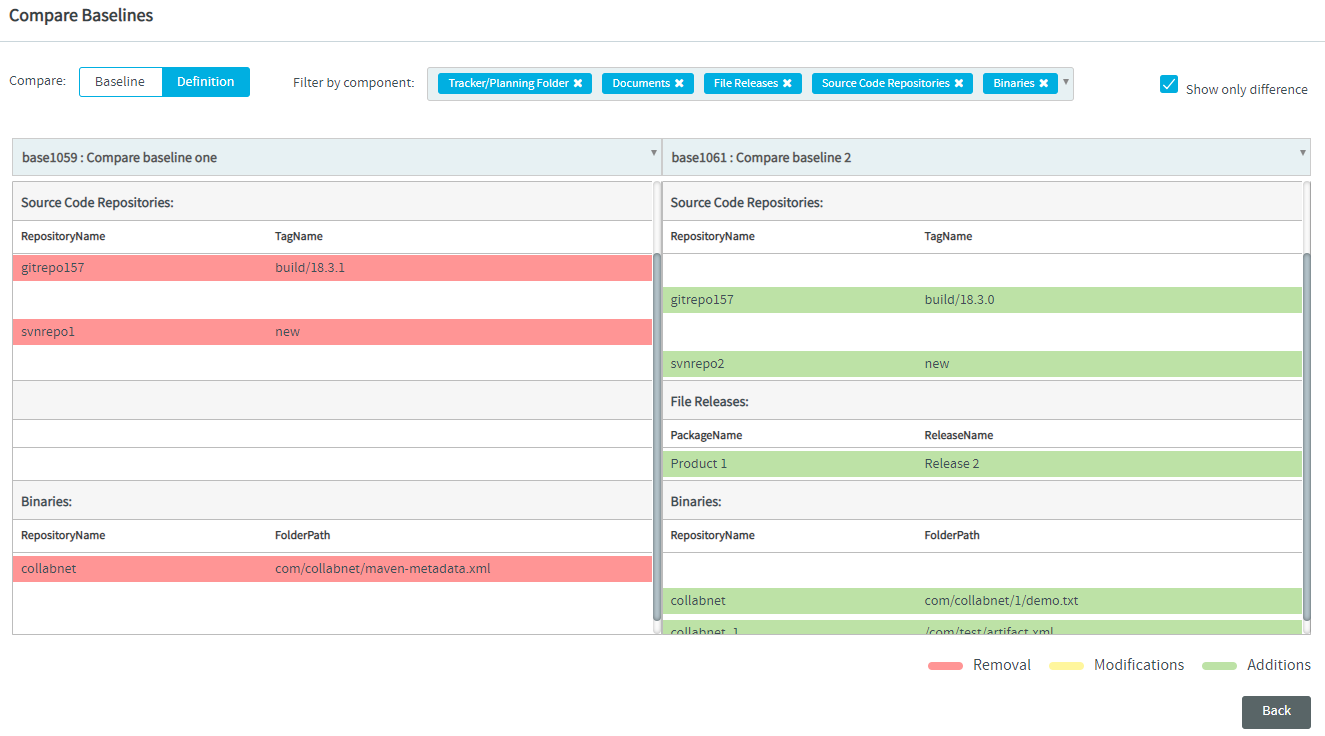 Compare Baselines
Compare: Baseline Definition Filter by component: Tracker/Planning Folder ✖ Documents ✖ File Releases ✖ Source Code Repositories ✖ Binaries ✖ Show only difference
base1059 : Compare baseline one base1061 : Compare baseline 2
Source Code Repositories: Source Code Repositories:
RepositoryName TagName RepositoryName TagName
gitrepo157 build/18.3.1
gitrepo157 build/18.3.0
svnrepo1 new
svnrepo2 new
File Releases:
PackageName ReleaseName
Product 1 Release 2
Binaries: Binaries:
RepositoryName FolderPath RepositoryName FolderPath
collabnet com/collabnet/maven-metadata.xml
collabnet com/collabnet/1/demo.txt
collabnet_1 /com/test/artifact.xml
Removal Modifications Additions
Back